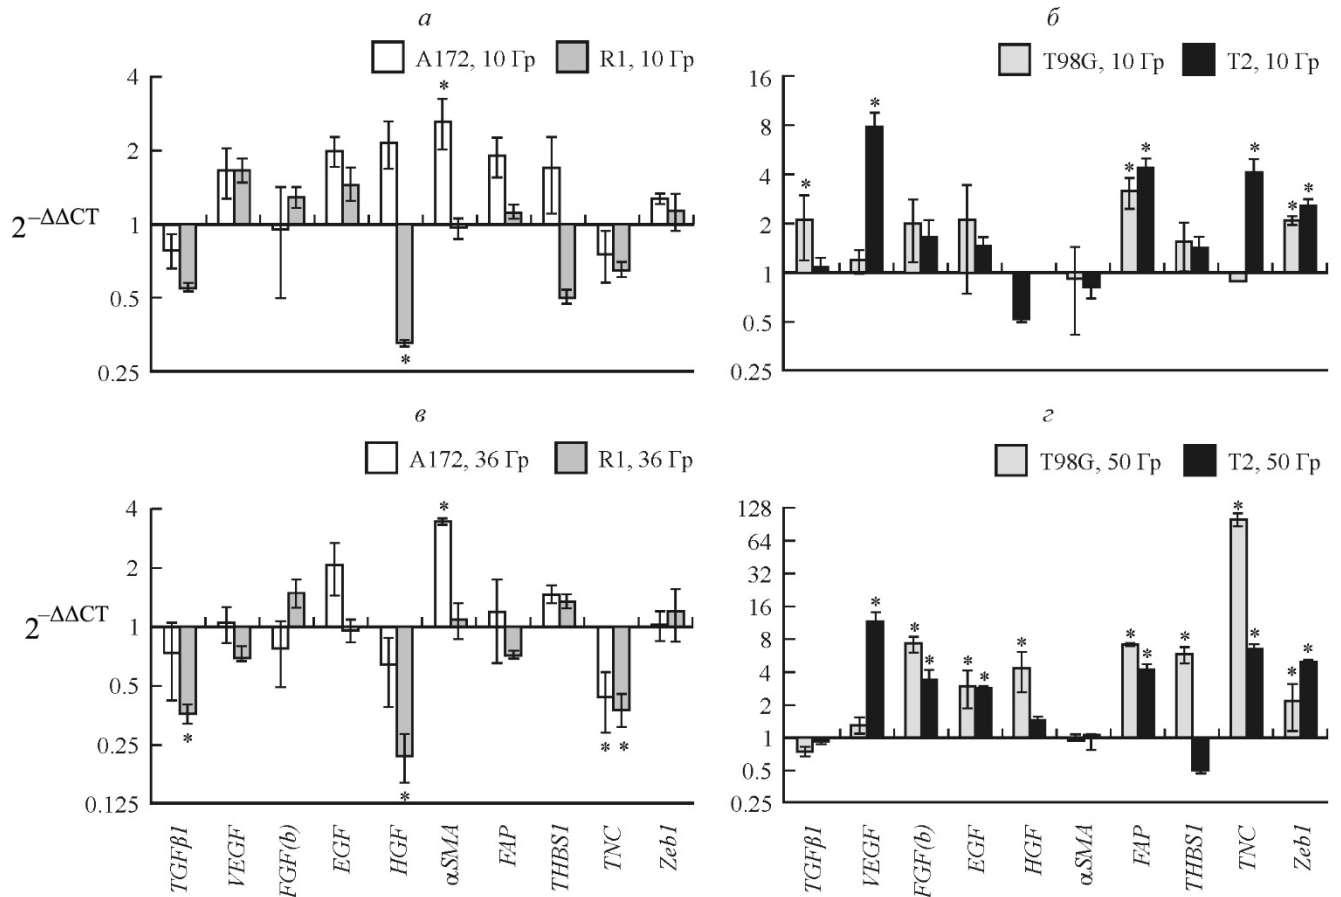 а
A172, 10 Гр
R1, 10 Гр
4
2
1
0.5
0.25
2^−ΔΔCT
*
*
б
T98G, 10 Гр
T2, 10 Гр
16
8
4
2
1
0.5
0.25
*
*
*
*
*
*
*
в
A172, 36 Гр
R1, 36 Гр
4
2
1
0.5
0.25
0.125
2^−ΔΔCT
*
*
*
*
*
TGFβ1
VEGF
FGF(b)
EGF
HGF
αSMA
FAP
THBS1
TNC
Zeb1
г
T98G, 50 Гр
T2, 50 Гр
128
64
32
16
8
4
2
1
0.5
0.25
*
*
*
*
*
*
*
*
*
*
*
*
*
TGFβ1
VEGF
FGF(b)
EGF
HGF
αSMA
FAP
THBS1
TNC
Zeb1